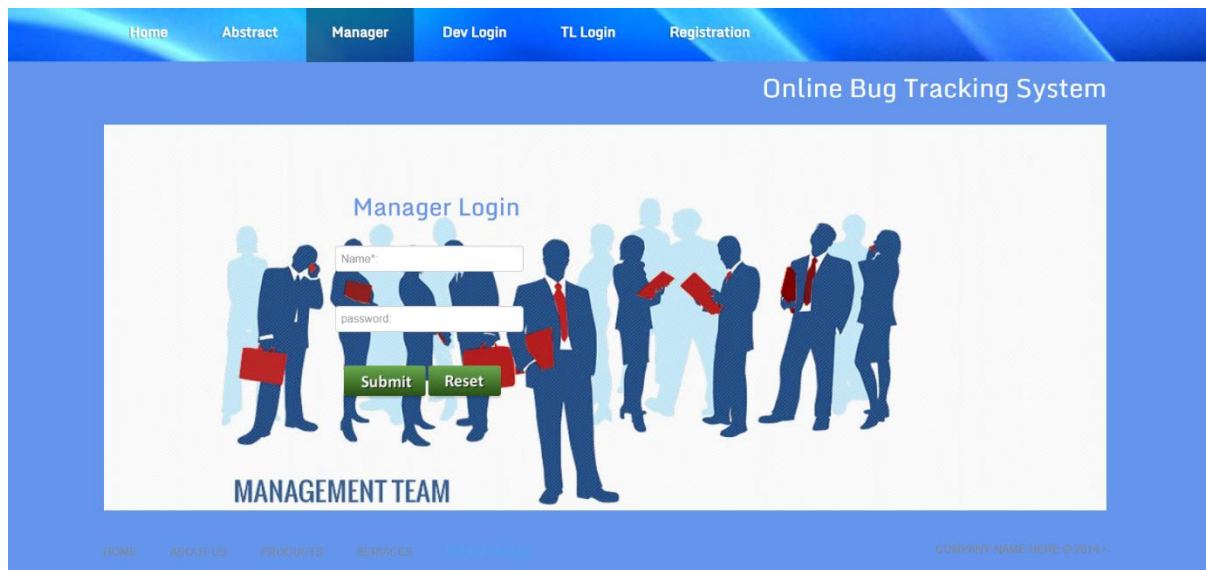 Home Abstract Manager Dev Login TL Login Registration
Online Bug Tracking System
Manager Login
Name*:
password:
Submit Reset
MANAGEMENT TEAM
HOME ABOUT US PRODUCTS SERVICES
COMPANY NAME HERE © 2014